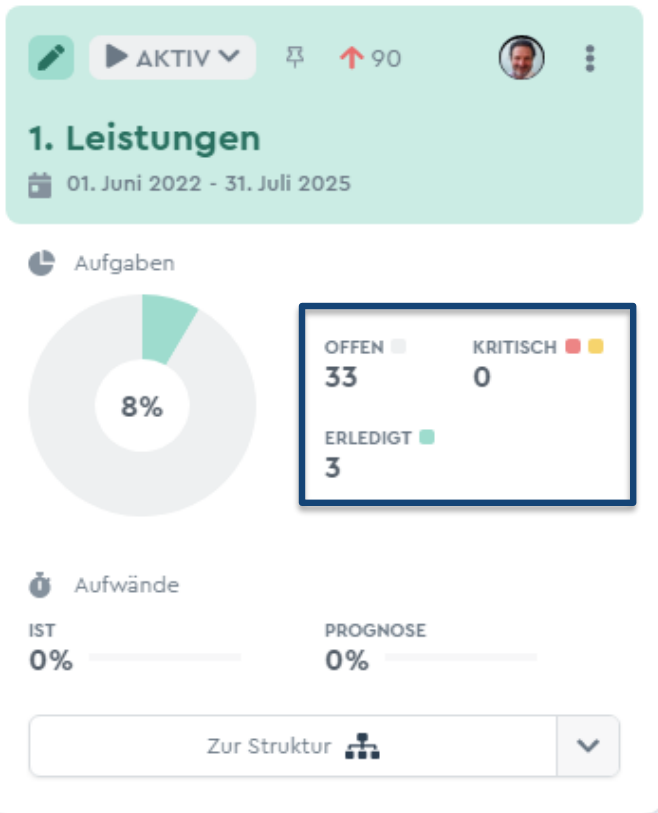 AKTIV 90
1. Leistungen
01. Juni 2022 - 31. Juli 2025
Aufgaben
8%
OFFEN KRITISCH
33 0
ERLEDIGT
3
Aufwände
IST PROGNOSE
0% 0%
Zur Struktur